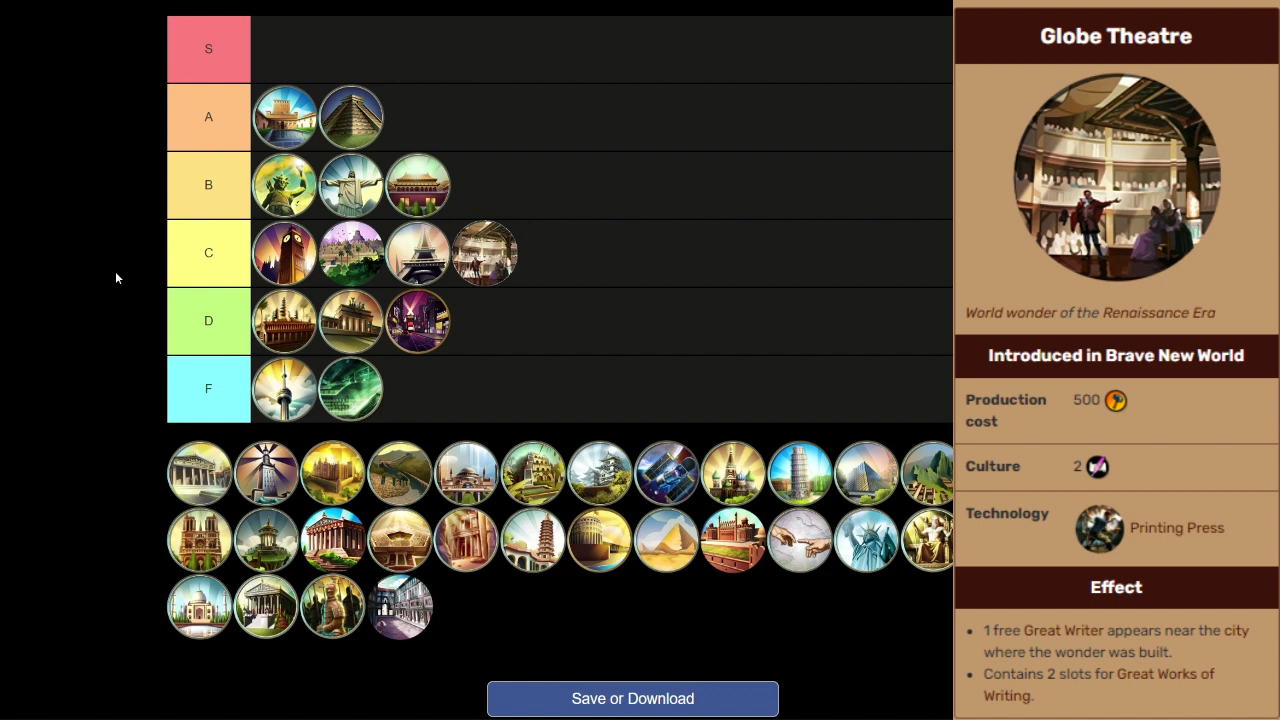 S
A
B
C
D
F
Save or Download
Globe Theatre
World wonder of the Renaissance Era
Introduced in Brave New World
Production
cost
500
Culture
2
Technology
Printing Press
Effect
• 1 free Great Writer appears near the city
where the wonder was built.
• Contains 2 slots for Great Works of
Writing.